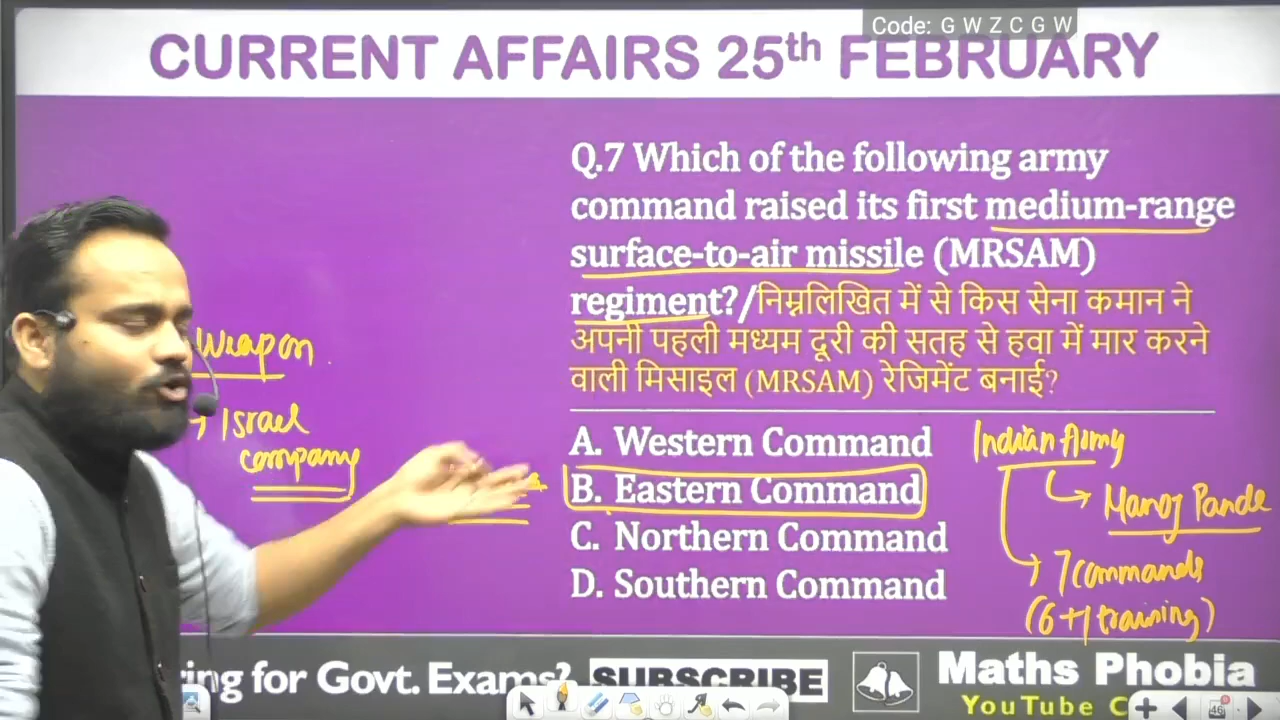 Code: G W Z C G W
CURRENT AFFAIRS 25th FEBRUARY
Q.7 Which of the following army
command raised its first medium-range
surface-to-air missile (MRSAM)
regiment?/निम्नलिखित में से किस सेना कमान ने
अपनी पहली मध्यम दूरी की सतह से हवा में मार करने
वाली मिसाइल (MRSAM) रेजिमेंट बनाई?
A. Western Command
B. Eastern Command
C. Northern Command
D. Southern Command
Weapon
Israel
company
Indian Army
Manoj Pande
7 commands
(6+1 training)
ring for Govt. Exams?
SUBSCRIBE
Maths Phobia
YouTube C
46